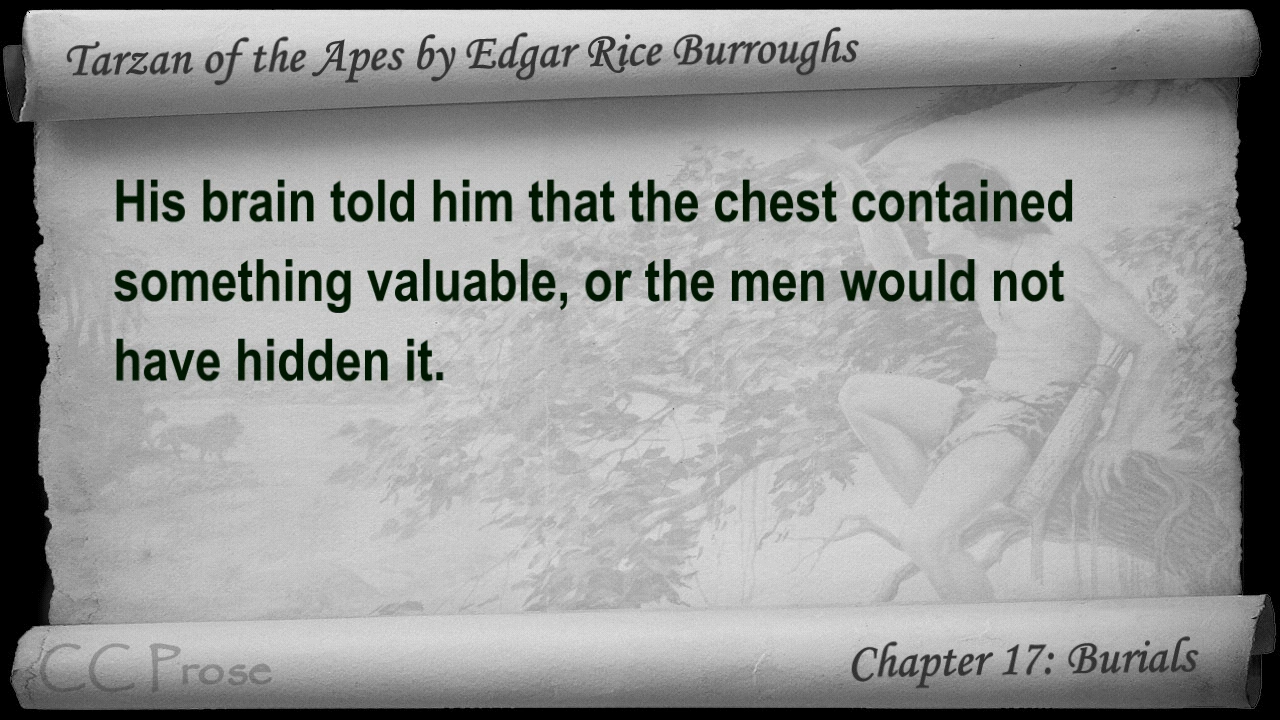 Tarzan of the Apes by Edgar Rice Burroughs
His brain told him that the chest contained
something valuable, or the men would not
have hidden it.
CC Prose
Chapter 17: Burials